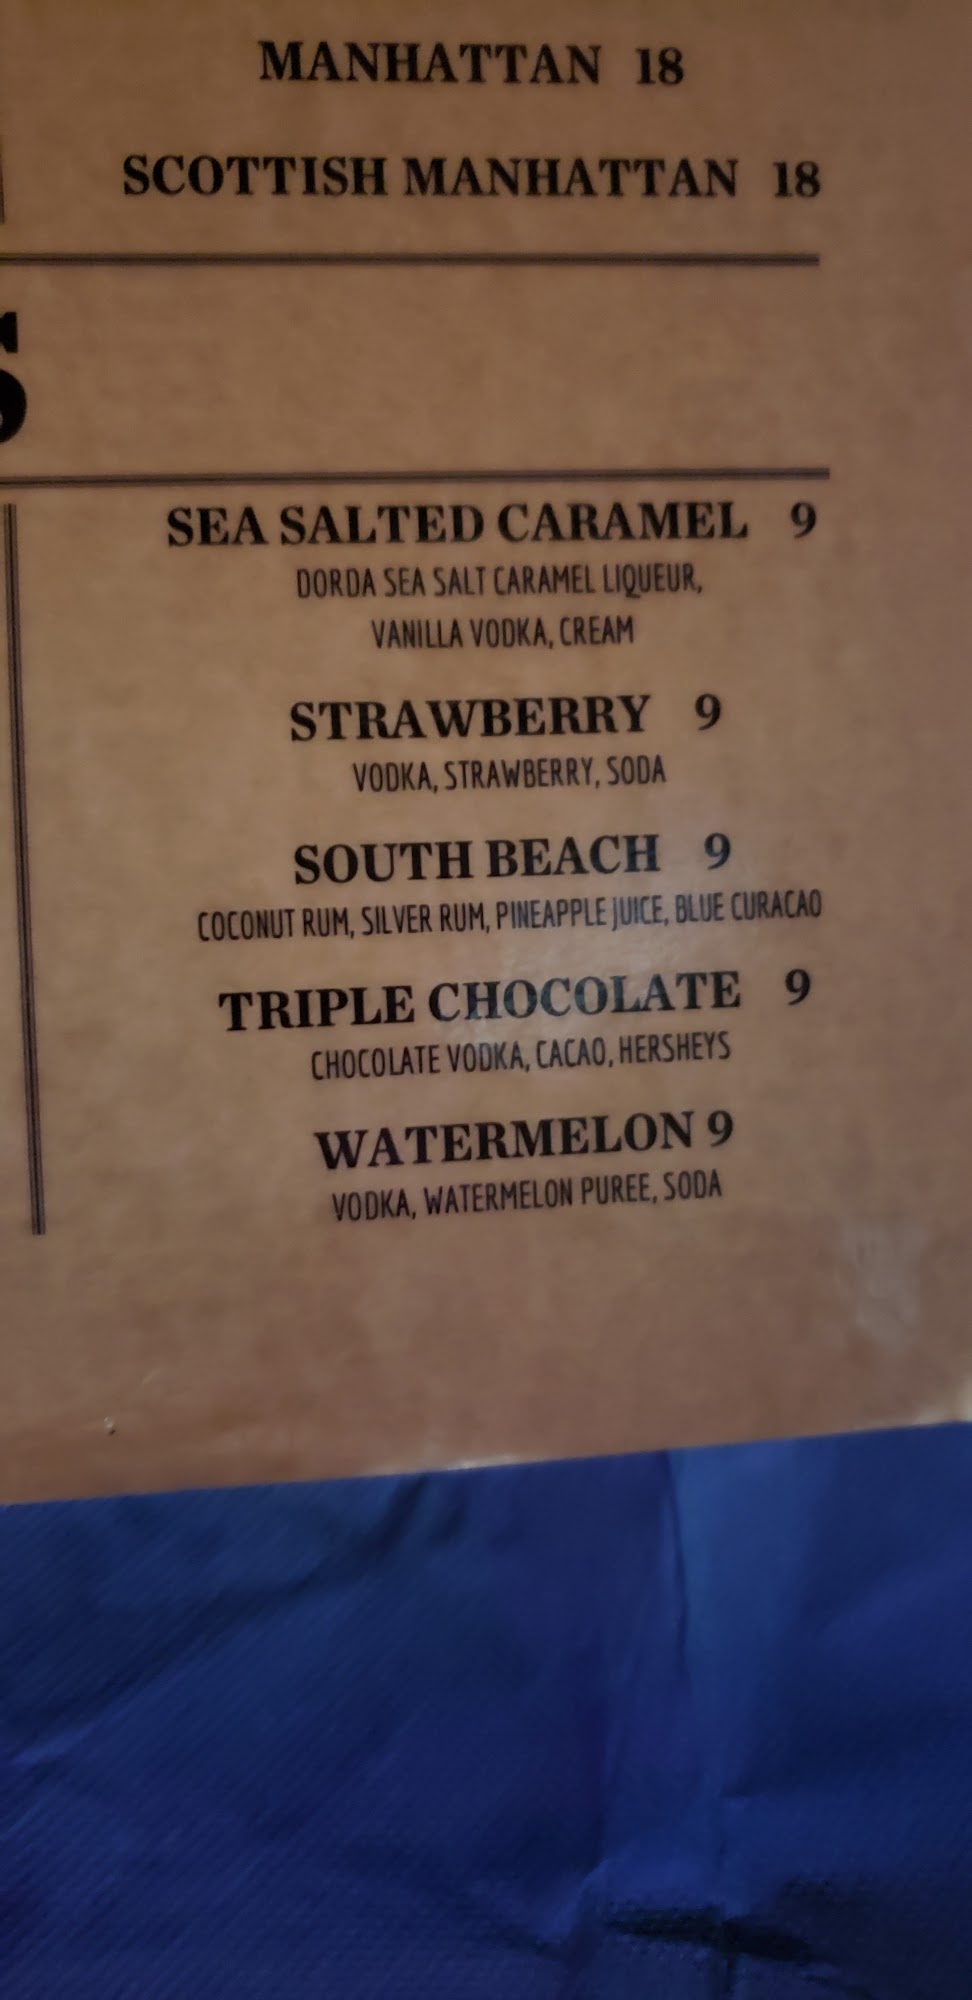 MANHATTAN 18
SCOTTISH MANHATTAN 18
S
SEA SALTED CARAMEL 9
DORDA SEA SALT CARAMEL LIQUEUR,
VANILLA VODKA, CREAM
STRAWBERRY 9
VODKA, STRAWBERRY, SODA
SOUTH BEACH 9
COCONUT RUM, SILVER RUM, PINEAPPLE JUICE, BLUE CURACAO
TRIPLE CHOCOLATE 9
CHOCOLATE VODKA, CACAO, HERSHEYS
WATERMELON 9
VODKA, WATERMELON PUREE, SODA